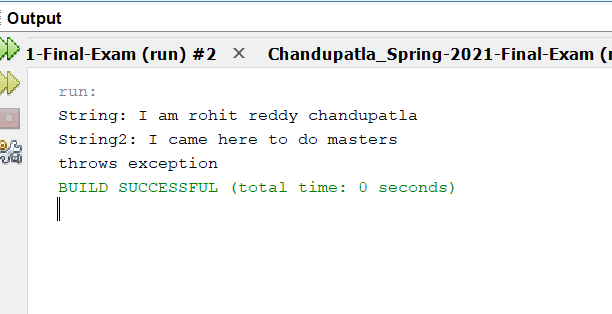 Output
1-Final-Exam (run) #2 × Chandupatla_Spring-2021-Final-Exam (r
run:
String: I am rohit reddy chandupatla
String2: I came here to do masters
throws exception
BUILD SUCCESSFUL (total time: 0 seconds)